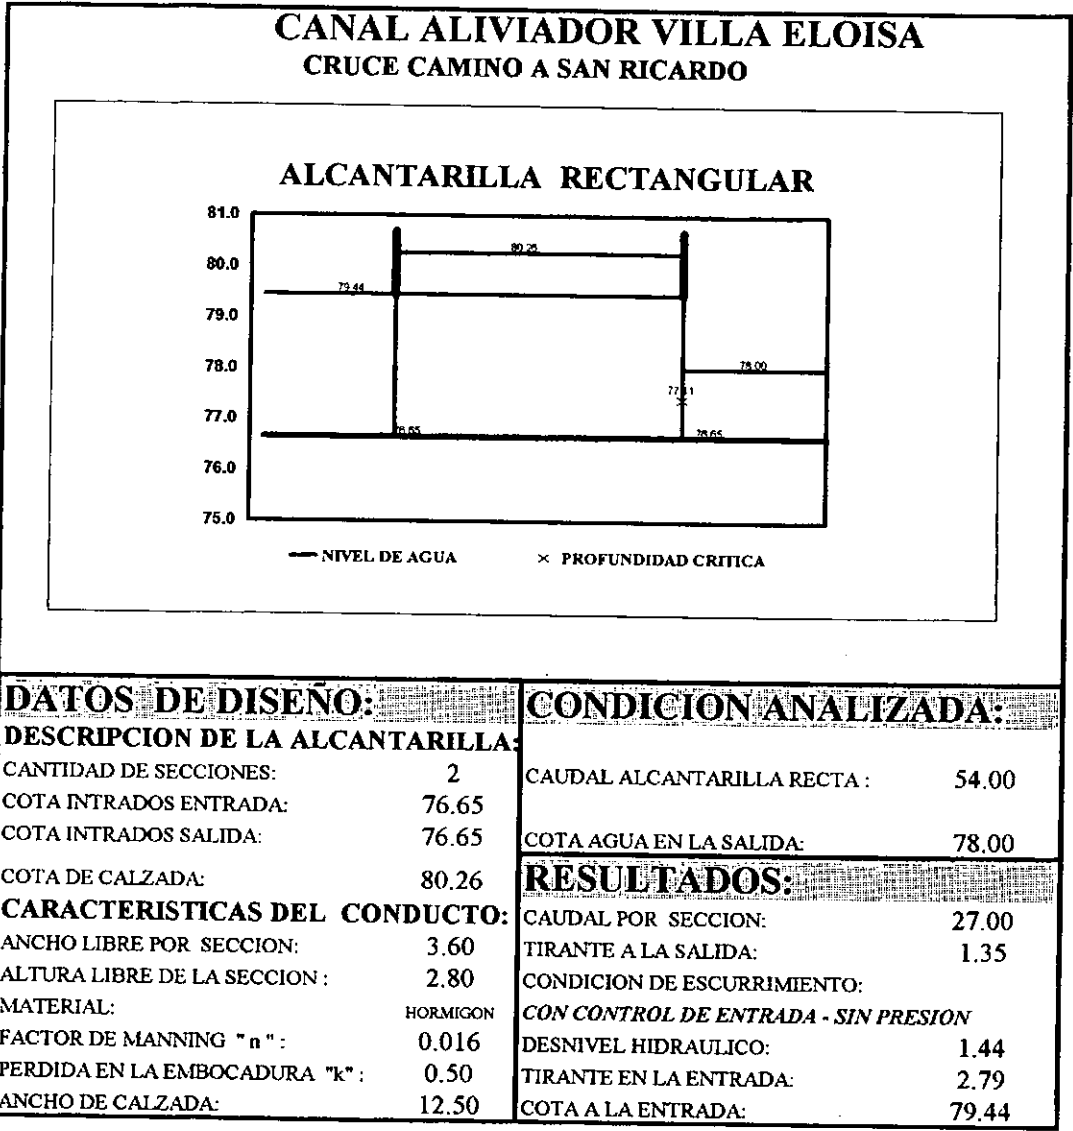 CANAL ALIVIADOR VILLA ELOISA
CRUCE CAMINO A SAN RICARDO
ALCANTARILLA RECTANGULAR
81.0
80.0
79.0
78.0
77.0
76.0
75.0
80.26
79.44
78.00
76.65
76.65
NIVEL DE AGUA
× PROFUNDIDAD CRITICA
DATOS DE DISEÑO:
DESCRIPCION DE LA ALCANTARILLA:
CANTIDAD DE SECCIONES: 2
COTA INTRADOS ENTRADA: 76.65
COTA INTRADOS SALIDA: 76.65
COTA DE CALZADA: 80.26
CARACTERISTICAS DEL CONDUCTO:
ANCHO LIBRE POR SECCION: 3.60
ALTURA LIBRE DE LA SECCION : 2.80
MATERIAL: HORMIGON
FACTOR DE MANNING "n" : 0.016
PERDIDA EN LA EMBOCADURA "k" : 0.50
ANCHO DE CALZADA: 12.50
CONDICION ANALIZADA:
CAUDAL ALCANTARILLA RECTA : 54.00
COTA AGUA EN LA SALIDA: 78.00
RESULTADOS:
CAUDAL POR SECCION: 27.00
TIRANTE A LA SALIDA: 1.35
CONDICION DE ESCURRIMIENTO:
CON CONTROL DE ENTRADA - SIN PRESION
DESNIVEL HIDRAULICO: 1.44
TIRANTE EN LA ENTRADA: 2.79
COTA A LA ENTRADA: 79.44